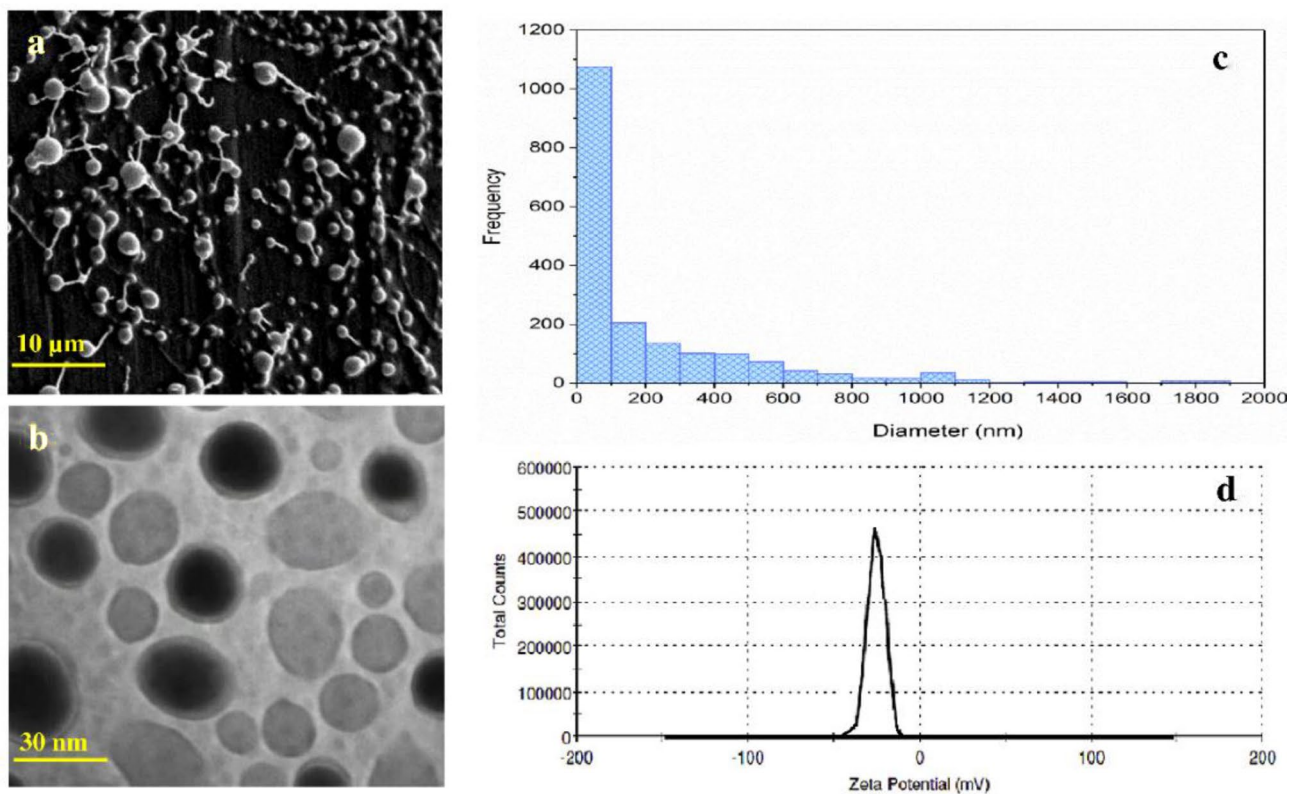 a
10 µm
b
30 nm
c
1200
1000
800
600
400
200
0
Frequency
0 200 400 600 800 1000 1200 1400 1600 1800 2000
Diameter (nm)
d
600000
500000
400000
300000
200000
100000
0
Total Counts
-200 -100 0 100 200
Zeta Potential (mV)